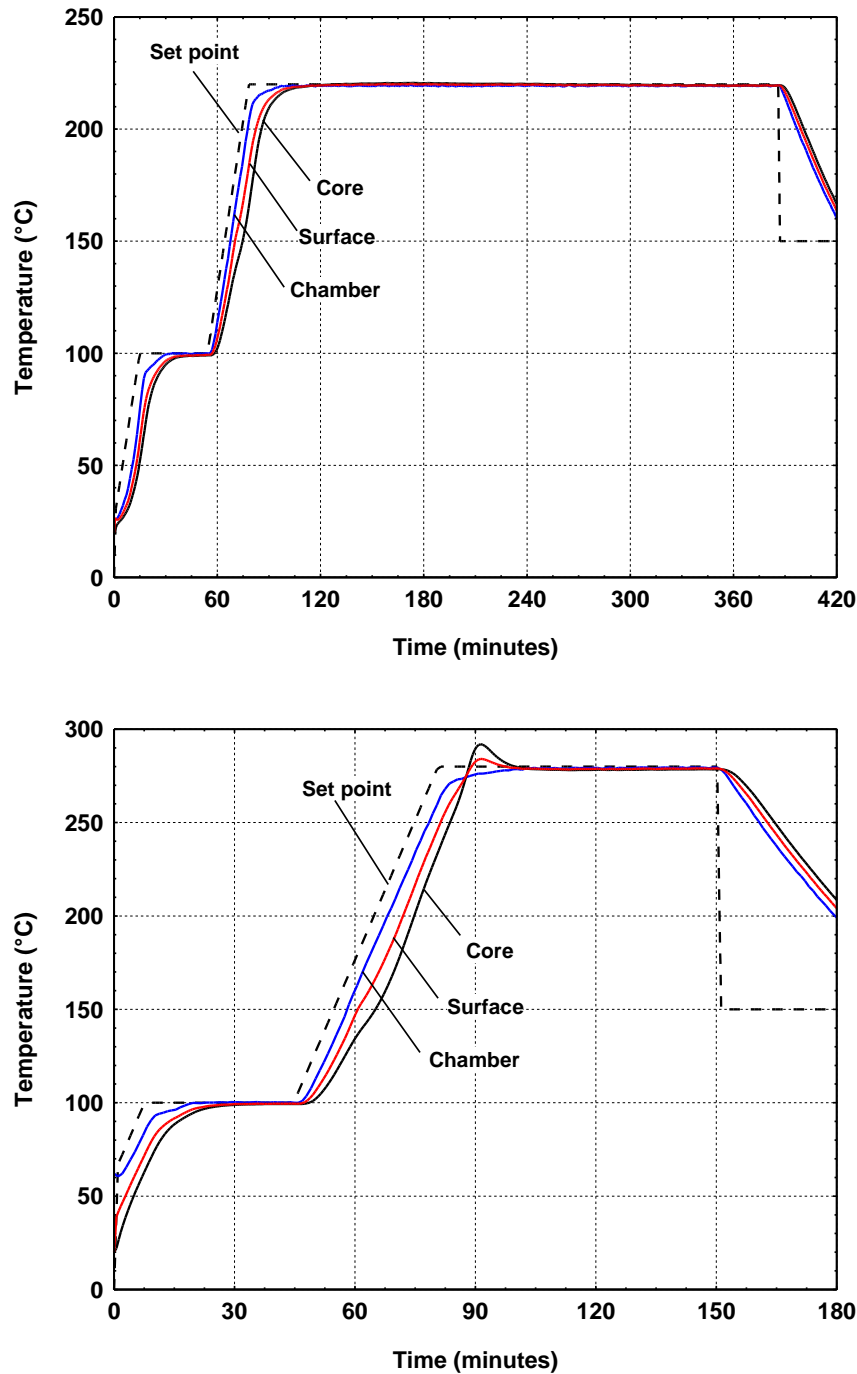 250
Set point
200
Core
Surface
150
Chamber
100
50
0
0 60 120 180 240 300 360 420
Temperature (°C)
Time (minutes)
300
Set point
250
200
Core
Surface
150
Chamber
100
50
0
0 30 60 90 120 150 180
Temperature (°C)
Time (minutes)